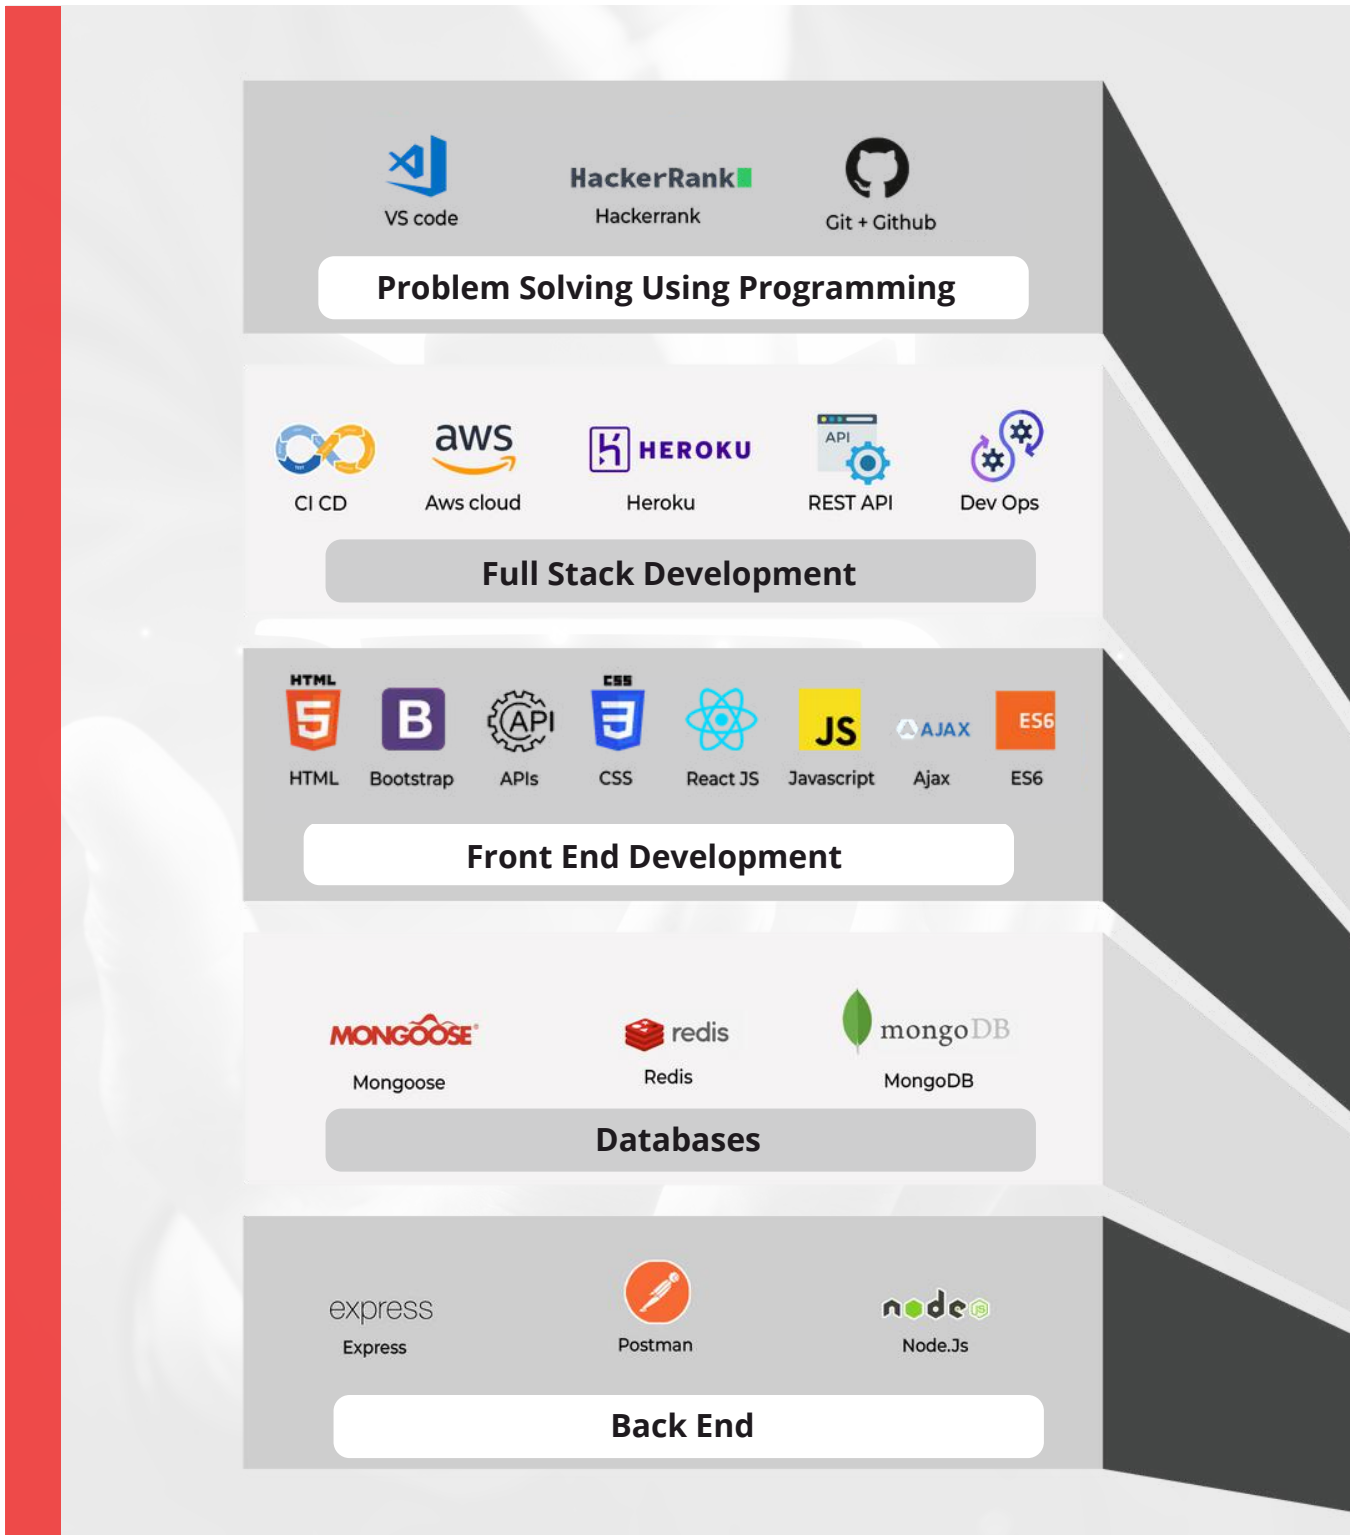 HackerRank
VS code
Hackerrank
Git + Github
Problem Solving Using Programming
aws
HEROKU
API
CI CD
Aws cloud
Heroku
REST API
Dev Ops
Full Stack Development
HTML
5
B
API
CSS
3
JS
AJAX
ES6
HTML
Bootstrap
APIs
CSS
React JS
Javascript
Ajax
ES6
Front End Development
MONGOOSE
redis
mongoDB
Mongoose
Redis
MongoDB
Databases
express
node
JS
Express
Postman
Node.Js
Back End